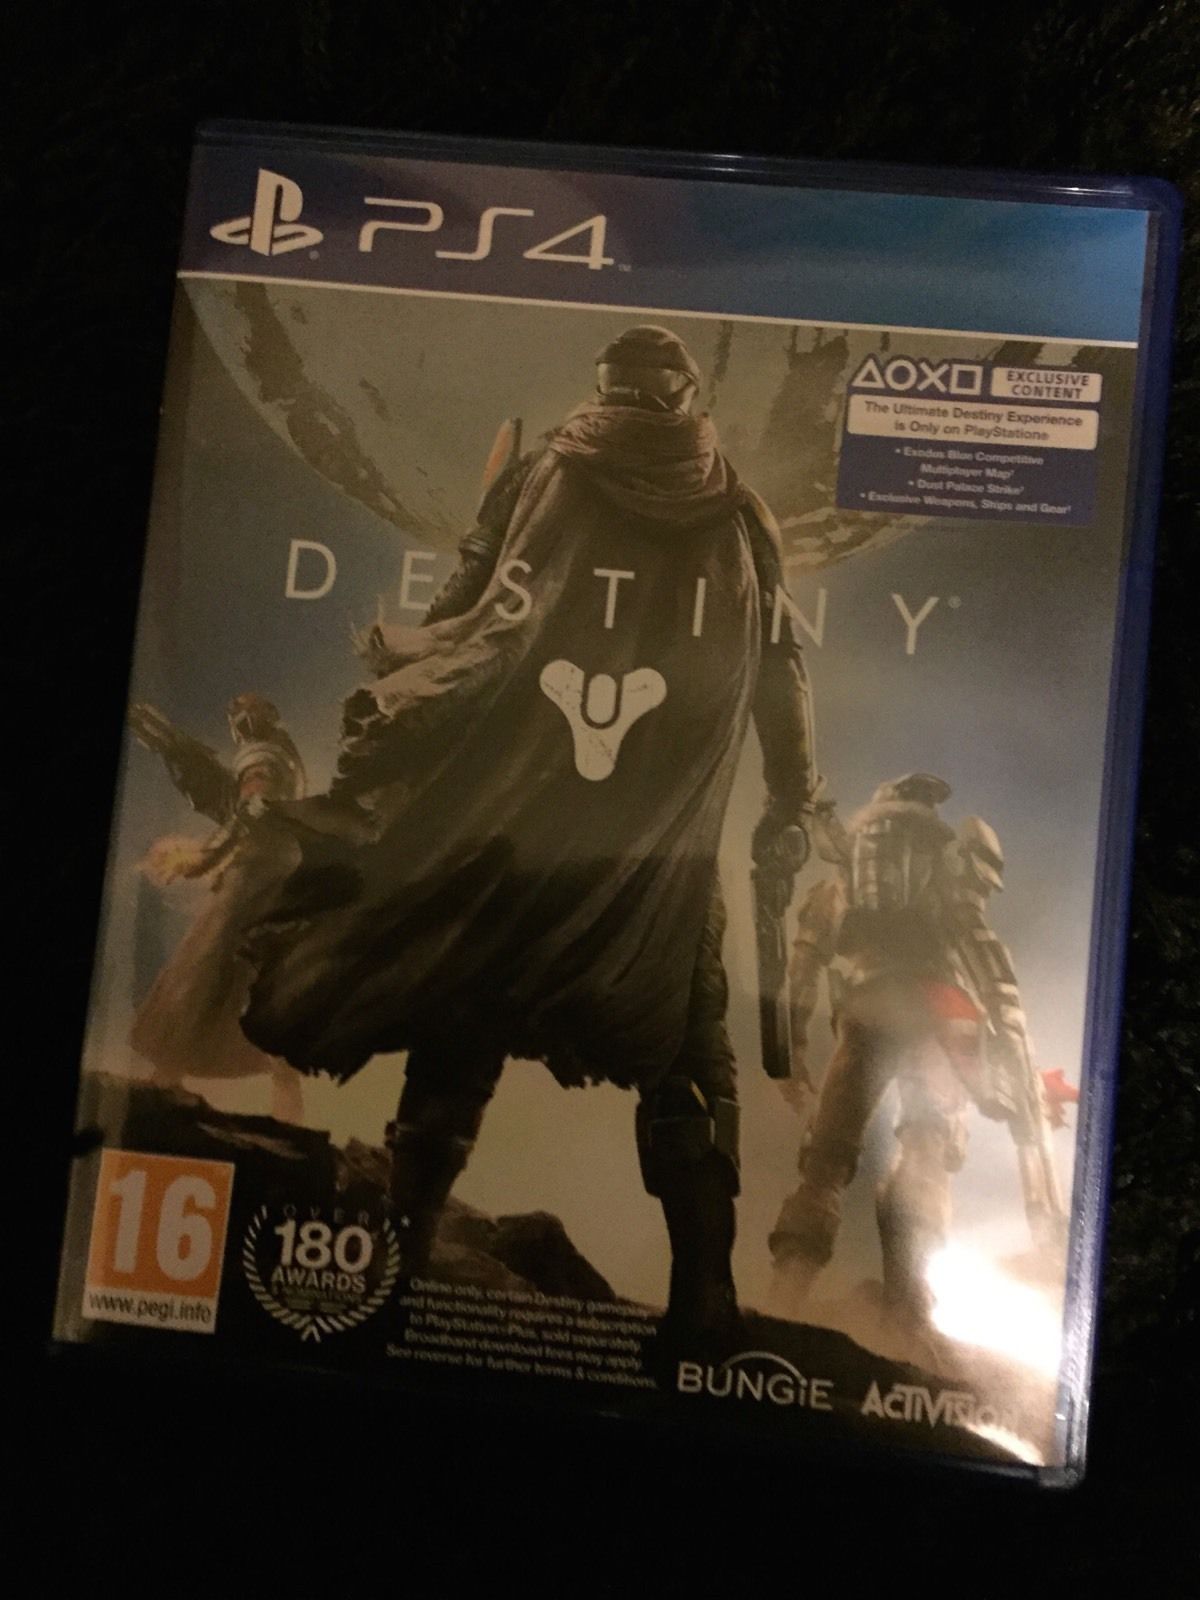 PS4™
EXCLUSIVE
CONTENT
The Ultimate Destiny Experience
is Only on PlayStation®
• Exodus Blue Competitive
Multiplayer Map
• Dust Palace Strike
• Exclusive Weapons, Ships and Gear
DESTINY®
16
www.pegi.info
OVER
180
AWARDS
Online only, certain Destiny gameplay
and functionality requires a subscription
to PlayStation®Plus, sold separately.
Broadband download fees may apply.
See reverse for further terms & conditions.
BUNGiE
ACTIVISION